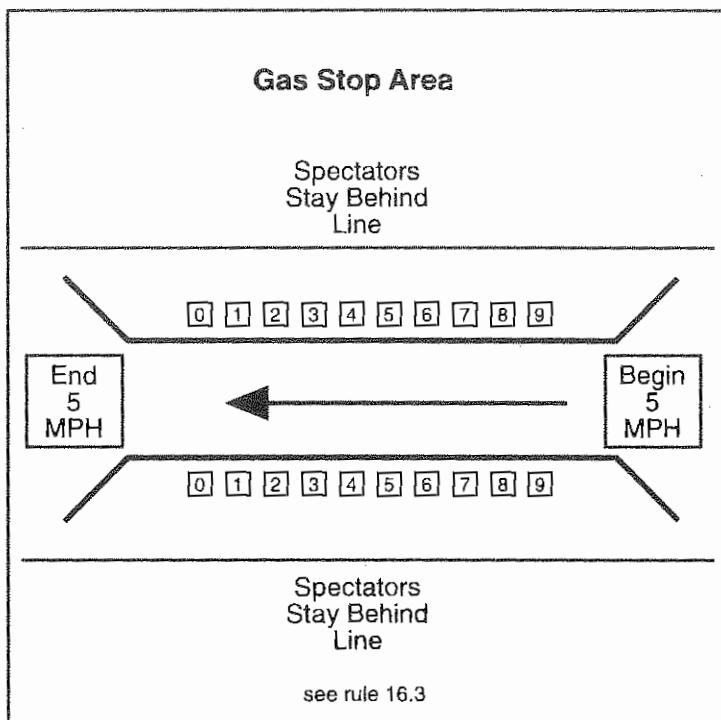 Gas Stop Area
Spectators
Stay Behind
Line
0 1 2 3 4 5 6 7 8 9
End
5
MPH
Begin
5
MPH
0 1 2 3 4 5 6 7 8 9
Spectators
Stay Behind
Line
see rule 16.3